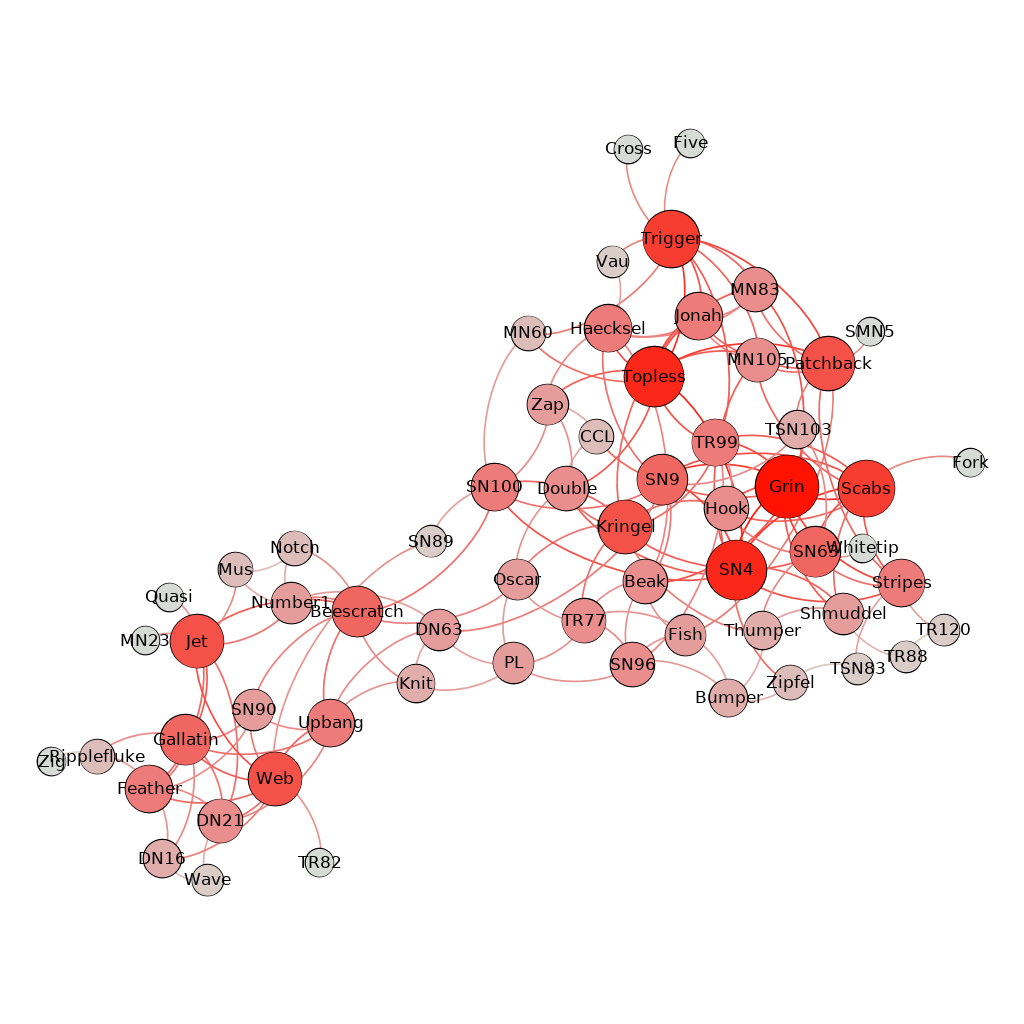 Five
Cross
Trigger
Vau
MN83
Jonah
Haecksel
SMN5
MN60
MN105
Patchback
Topless
Zap
TSN103
CCL
TR99
Fork
SN9
SN100
Double
Grin
Scabs
Hook
Kringel
SN89
Notch
SN63
Whitetip
Mus
SN4
Oscar
Beak
Stripes
Quasi
Number1
Beescratch
Shmuddel
TR77
DN63
Thumper
TR120
Fish
MN23
Jet
TR88
PL
SN96
TSN83
Knit
Zipfel
Bumper
SN90
Upbang
Gallatin
Ripplefluke
Zig
Web
Feather
DN21
DN16
TR82
Wave